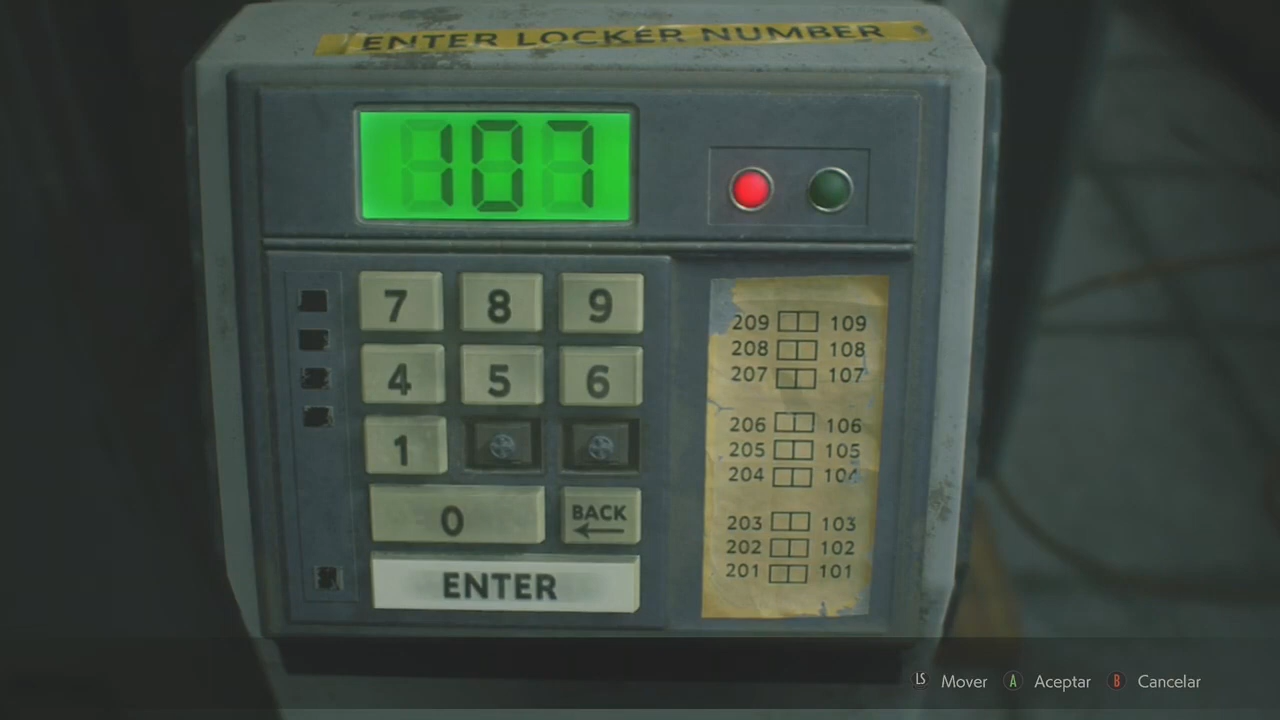 ENTER LOCKER NUMBER
107
7 8 9
4 5 6
1
0 BACK
ENTER
209 109
208 108
207 107
206 106
205 105
204 104
203 103
202 102
201 101
LS Mover A Aceptar B Cancelar